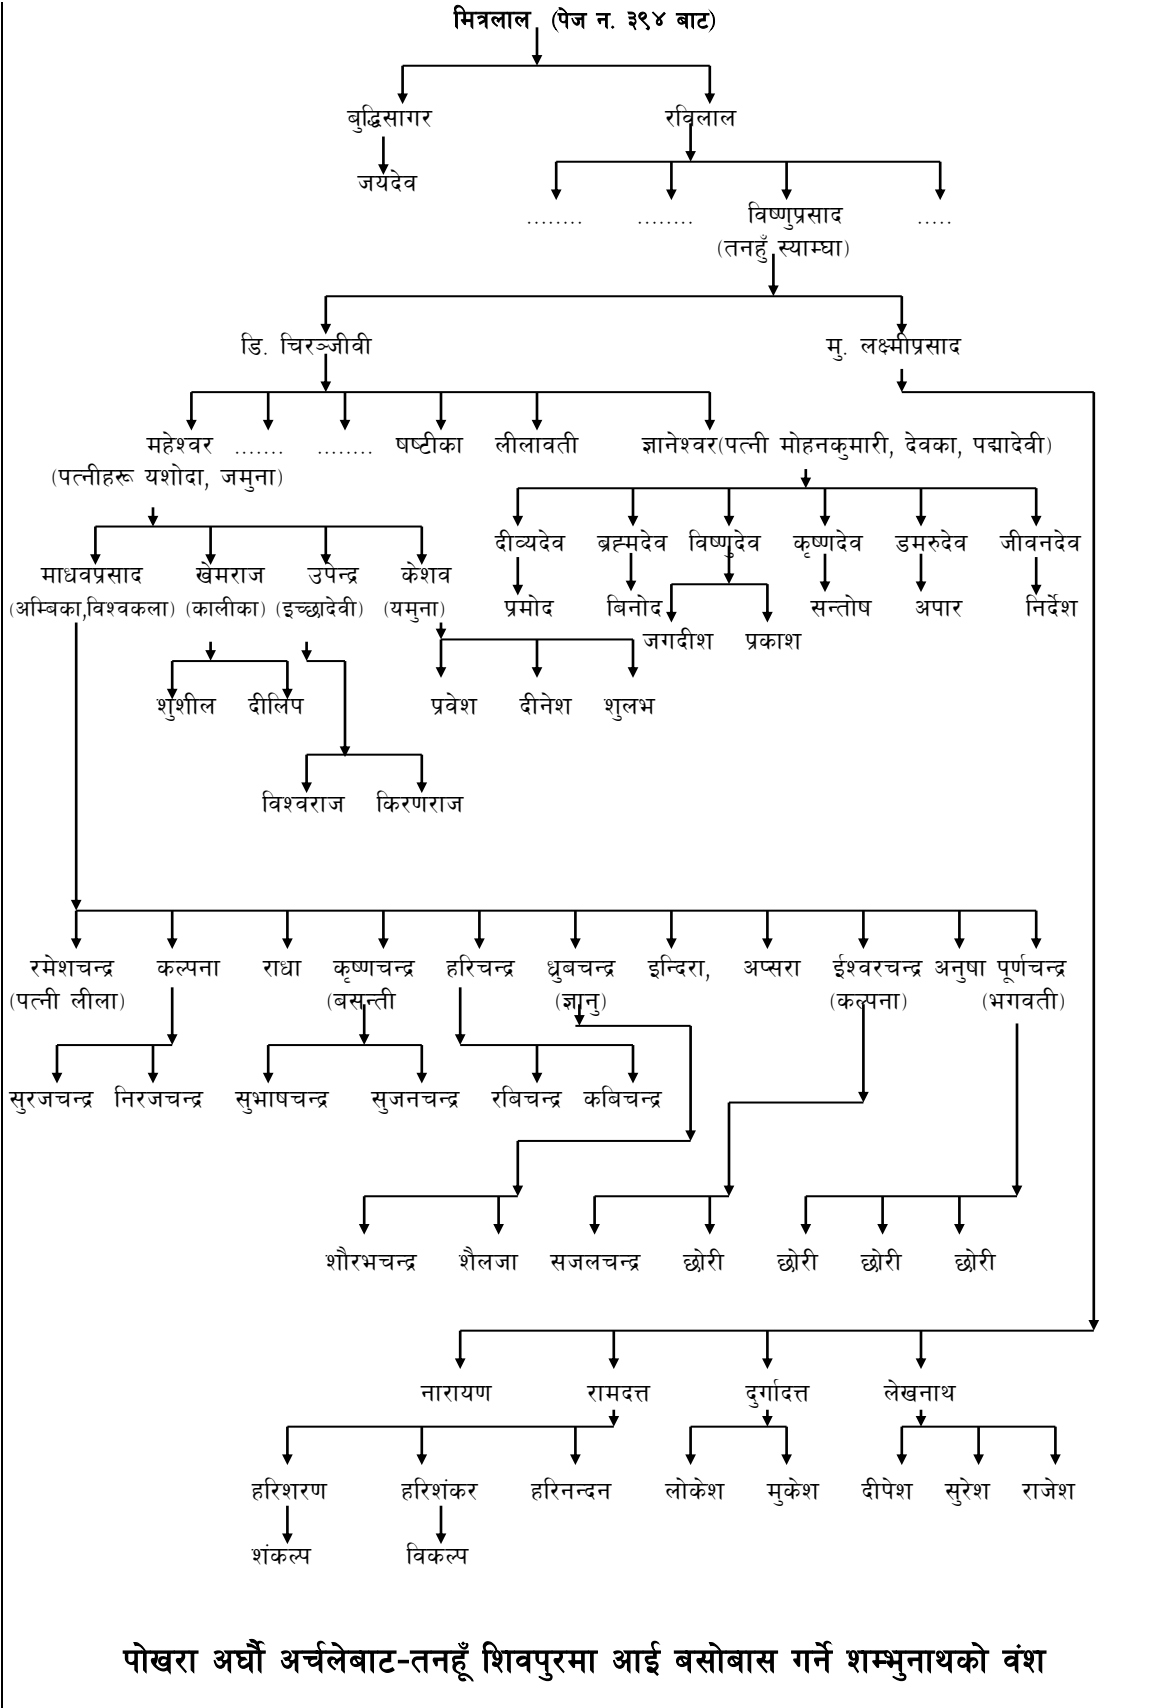 मित्रलाल (पेज न. ३९४ बाट)
बुद्धिसागर रविलाल
जयदेव
........ ........ विष्णुप्रसाद .....
(तनहुँ स्याम्घा)
डि. चिरञ्जीवी मु. लक्ष्मीप्रसाद
महेश्वर ....... ........ षष्टीका लीलावती ज्ञानेश्वर(पत्नी मोहनकुमारी, देवका, पद्मादेवी)
(पत्नीहरू यशोदा, जमुना)
दीव्यदेव ब्रह्मदेव विष्णुदेव कृष्णदेव डमरुदेव जीवनदेव
माधवप्रसाद खेमराज उपेन्द्र केशव
(अम्बिका,विश्वकला) (कालीका) (इच्छादेवी) (यमुना) प्रमोद बिनोद सन्तोष अपार निर्देश
जगदीश प्रकाश
शुशील दीलिप प्रवेश दीनेश शुलभ
विश्वराज किरणराज
रमेशचन्द्र कल्पना राधा कृष्णचन्द्र हरिचन्द्र ध्रुबचन्द्र इन्दिरा, अप्सरा ईश्वरचन्द्र अनुषा पूर्णचन्द्र
(पत्नी लीला) (बसन्ती (ज्ञानु) (कल्पना) (भगवती)
सुरजचन्द्र निरजचन्द्र सुभाषचन्द्र सुजनचन्द्र रबिचन्द्र कबिचन्द्र
शौरभचन्द्र शैलजा सजलचन्द्र छोरी छोरी छोरी छोरी
नारायण रामदत्त दुर्गादत्त लेखनाथ
हरिशरण हरिशंकर हरिनन्दन लोकेश मुकेश दीपेश सुरेश राजेश
शंकल्प विकल्प
पोखरा अर्घौं अर्चलेबाट-तनहूँ शिवपुरमा आई बसोबास गर्ने शम्भुनाथको वंश